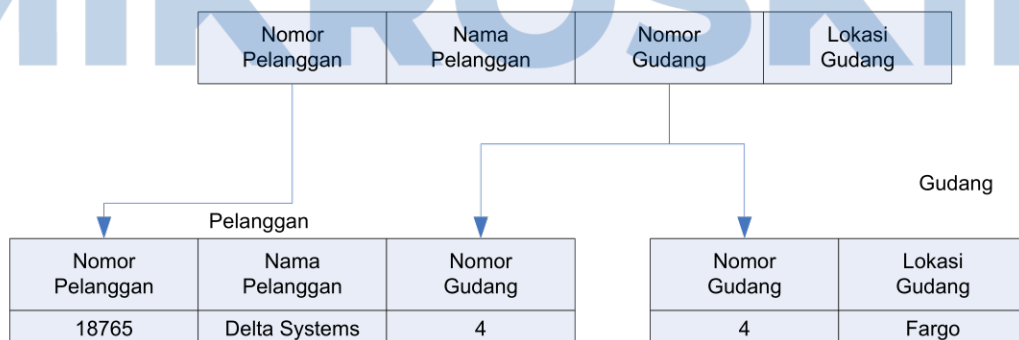 MIKROSKIL
Nomor
Pelanggan
Nama
Pelanggan
Nomor
Gudang
Lokasi
Gudang
Gudang
Pelanggan
Nomor
Pelanggan
Nama
Pelanggan
Nomor
Gudang
Nomor
Gudang
Lokasi
Gudang
18765
Delta Systems
4
4
Fargo